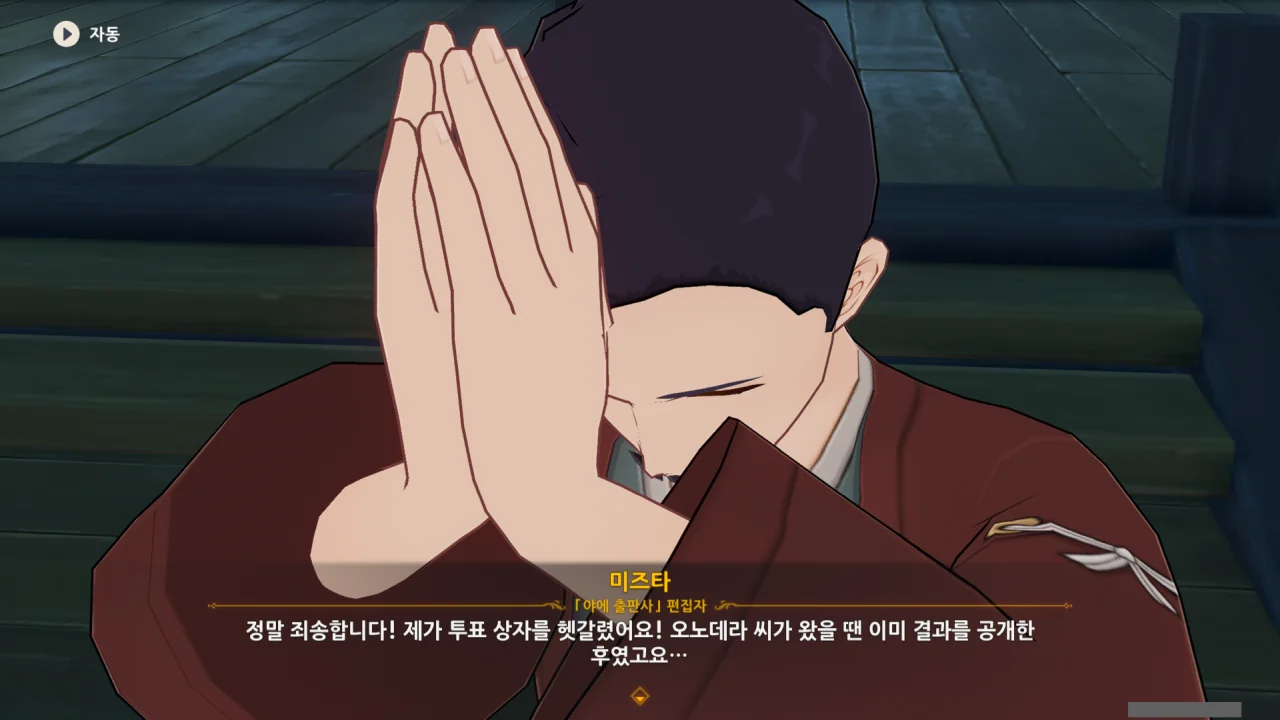 자동
미즈타
「야에 출판사」 편집자
정말 죄송합니다! 제가 투표 상자를 헷갈렸어요! 오노데라 씨가 왔을 땐 이미 결과를 공개한
후였고요…